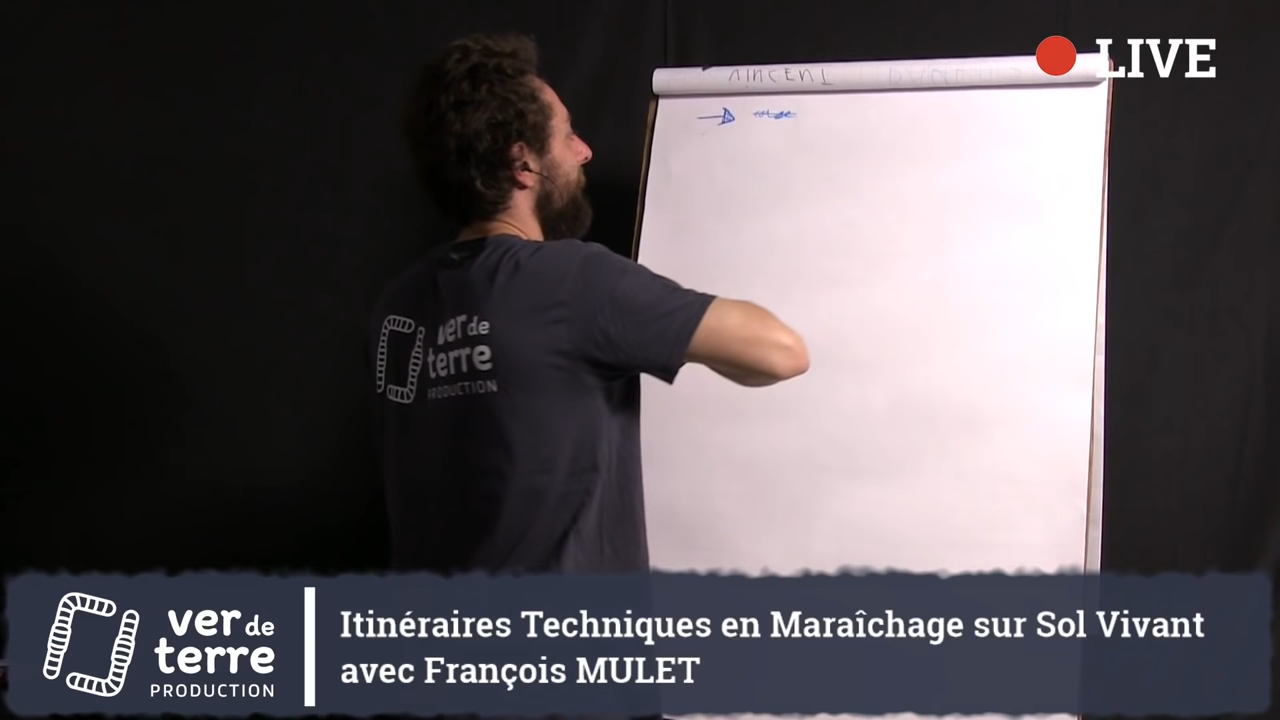 LIVE
VINCENT
ver de
terre
PRODUCTION
ver de
terre
PRODUCTION
Itinéraires Techniques en Maraîchage sur Sol Vivant
avec François MULET